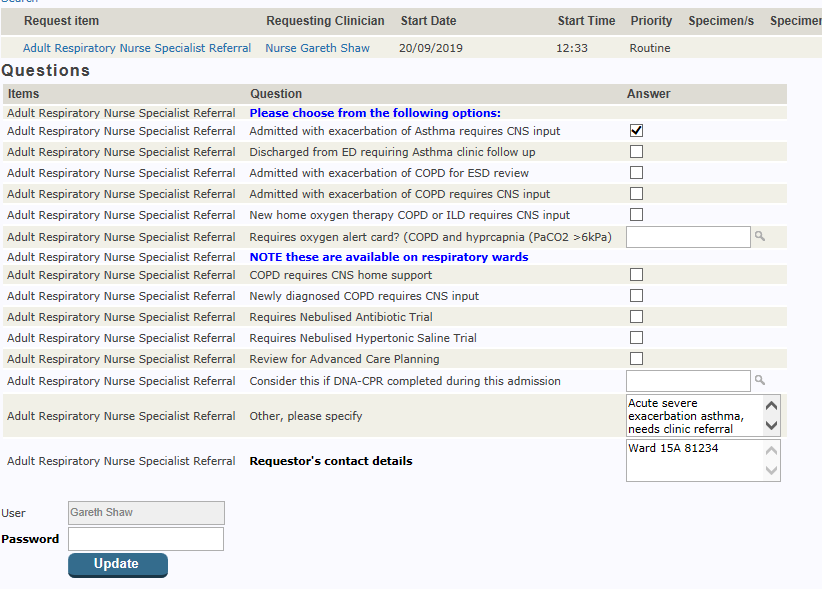 Request item Requesting Clinician Start Date Start Time Priority Specimen/s Specimen
Adult Respiratory Nurse Specialist Referral Nurse Gareth Shaw 20/09/2019 12:33 Routine
Questions
Items Question Answer
Adult Respiratory Nurse Specialist Referral Please choose from the following options:
Adult Respiratory Nurse Specialist Referral Admitted with exacerbation of Asthma requires CNS input
Adult Respiratory Nurse Specialist Referral Discharged from ED requiring Asthma clinic follow up
Adult Respiratory Nurse Specialist Referral Admitted with exacerbation of COPD for ESD review
Adult Respiratory Nurse Specialist Referral Admitted with exacerbation of COPD requires CNS input
Adult Respiratory Nurse Specialist Referral New home oxygen therapy COPD or ILD requires CNS input
Adult Respiratory Nurse Specialist Referral Requires oxygen alert card? (COPD and hyprcapnia (PaCO2 >6kPa)
Adult Respiratory Nurse Specialist Referral NOTE these are available on respiratory wards
Adult Respiratory Nurse Specialist Referral COPD requires CNS home support
Adult Respiratory Nurse Specialist Referral Newly diagnosed COPD requires CNS input
Adult Respiratory Nurse Specialist Referral Requires Nebulised Antibiotic Trial
Adult Respiratory Nurse Specialist Referral Requires Nebulised Hypertonic Saline Trial
Adult Respiratory Nurse Specialist Referral Review for Advanced Care Planning
Adult Respiratory Nurse Specialist Referral Consider this if DNA-CPR completed during this admission
Adult Respiratory Nurse Specialist Referral Other, please specify
Acute severe
exacerbation asthma,
needs clinic referral
Adult Respiratory Nurse Specialist Referral Requestor's contact details
Ward 15A 81234
User Gareth Shaw
Password
Update